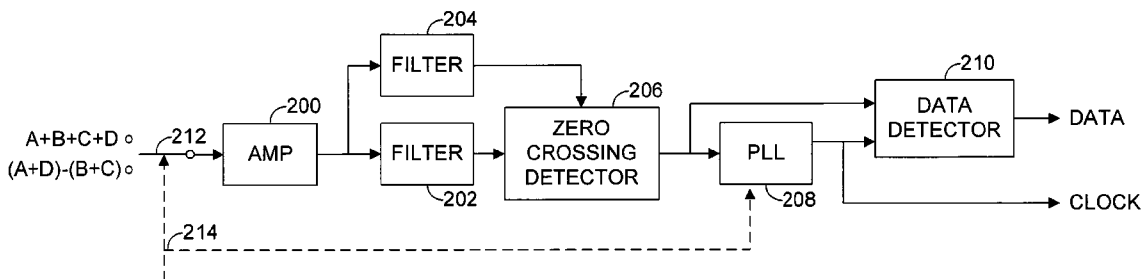 204
FILTER
206
210
200
ZERO
CROSSING
DETECTOR
DATA
DETECTOR
DATA
A+B+C+D
212
(A+D)-(B+C)
AMP
FILTER
PLL
202
208
CLOCK
214